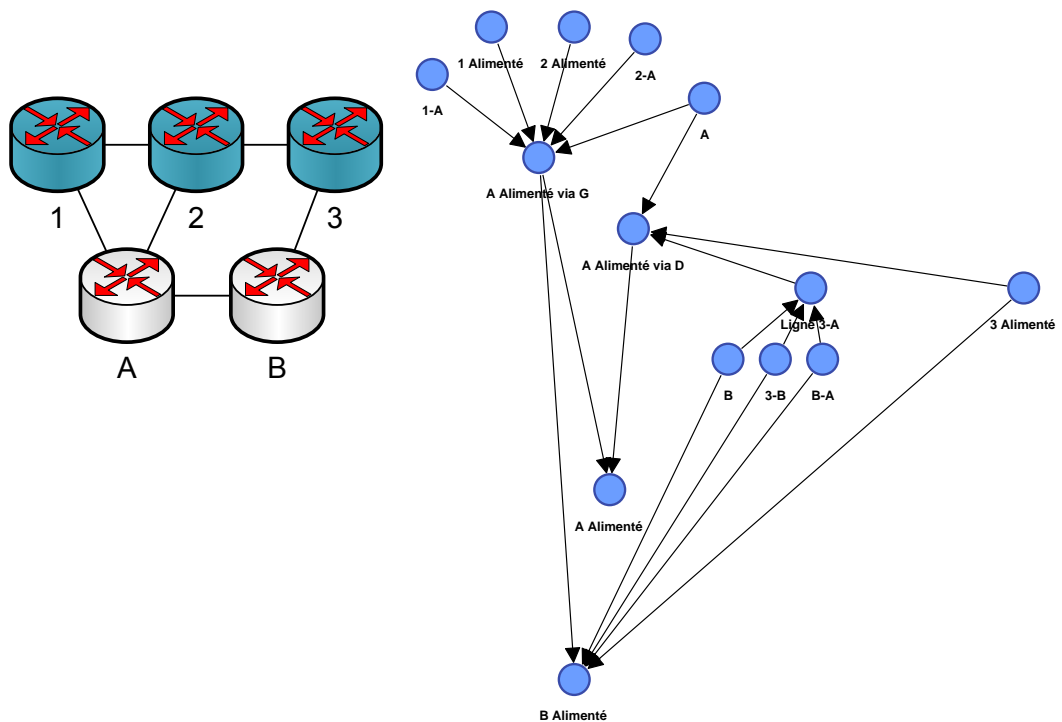 1
2
3
A
B
1 Alimenté
2 Alimenté
2-A
1-A
A
A Alimenté via G
A Alimenté via D
Ligne 3-A
3 Alimenté
B
3-B
B-A
A Alimenté
B Alimenté